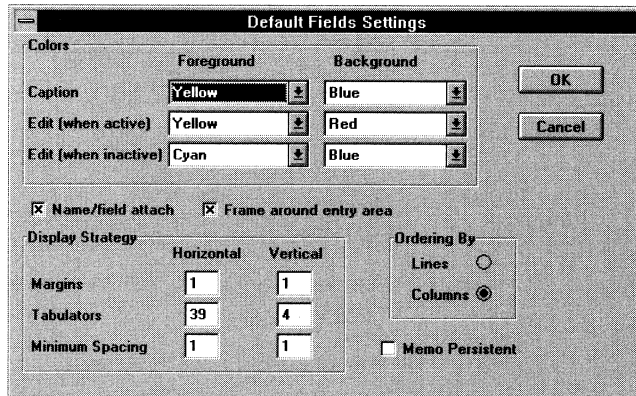 Default Fields Settings
Colors
Foreground Background
Caption Yellow Blue
Edit (when active) Yellow Red
Edit (when inactive) Cyan Blue
OK
Cancel
Name/field attach Frame around entry area
Display Strategy
Horizontal Vertical
Margins 1 1
Tabulators 39 4
Minimum Spacing 1 1
Ordering By
Lines
Columns
Memo Persistent